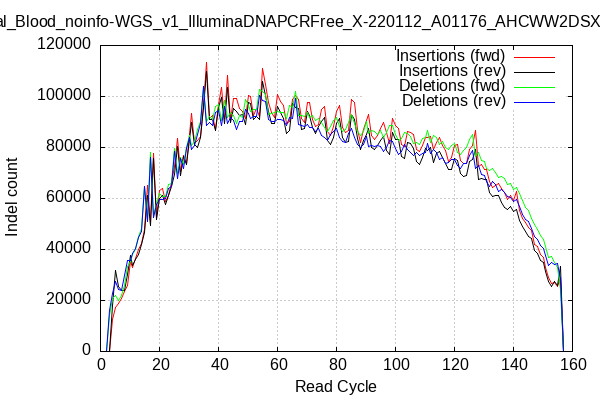 al_Blood_noinfo-WGS_v1_IlluminaDNAPCRFree_X-220112_A01176_AHCWW2DSX
120000
100000
80000
60000
40000
20000
0
Indel count
Insertions (fwd)
Insertions (rev)
Deletions (fwd)
Deletions (rev)
0 20 40 60 80 100 120 140 160
Read Cycle